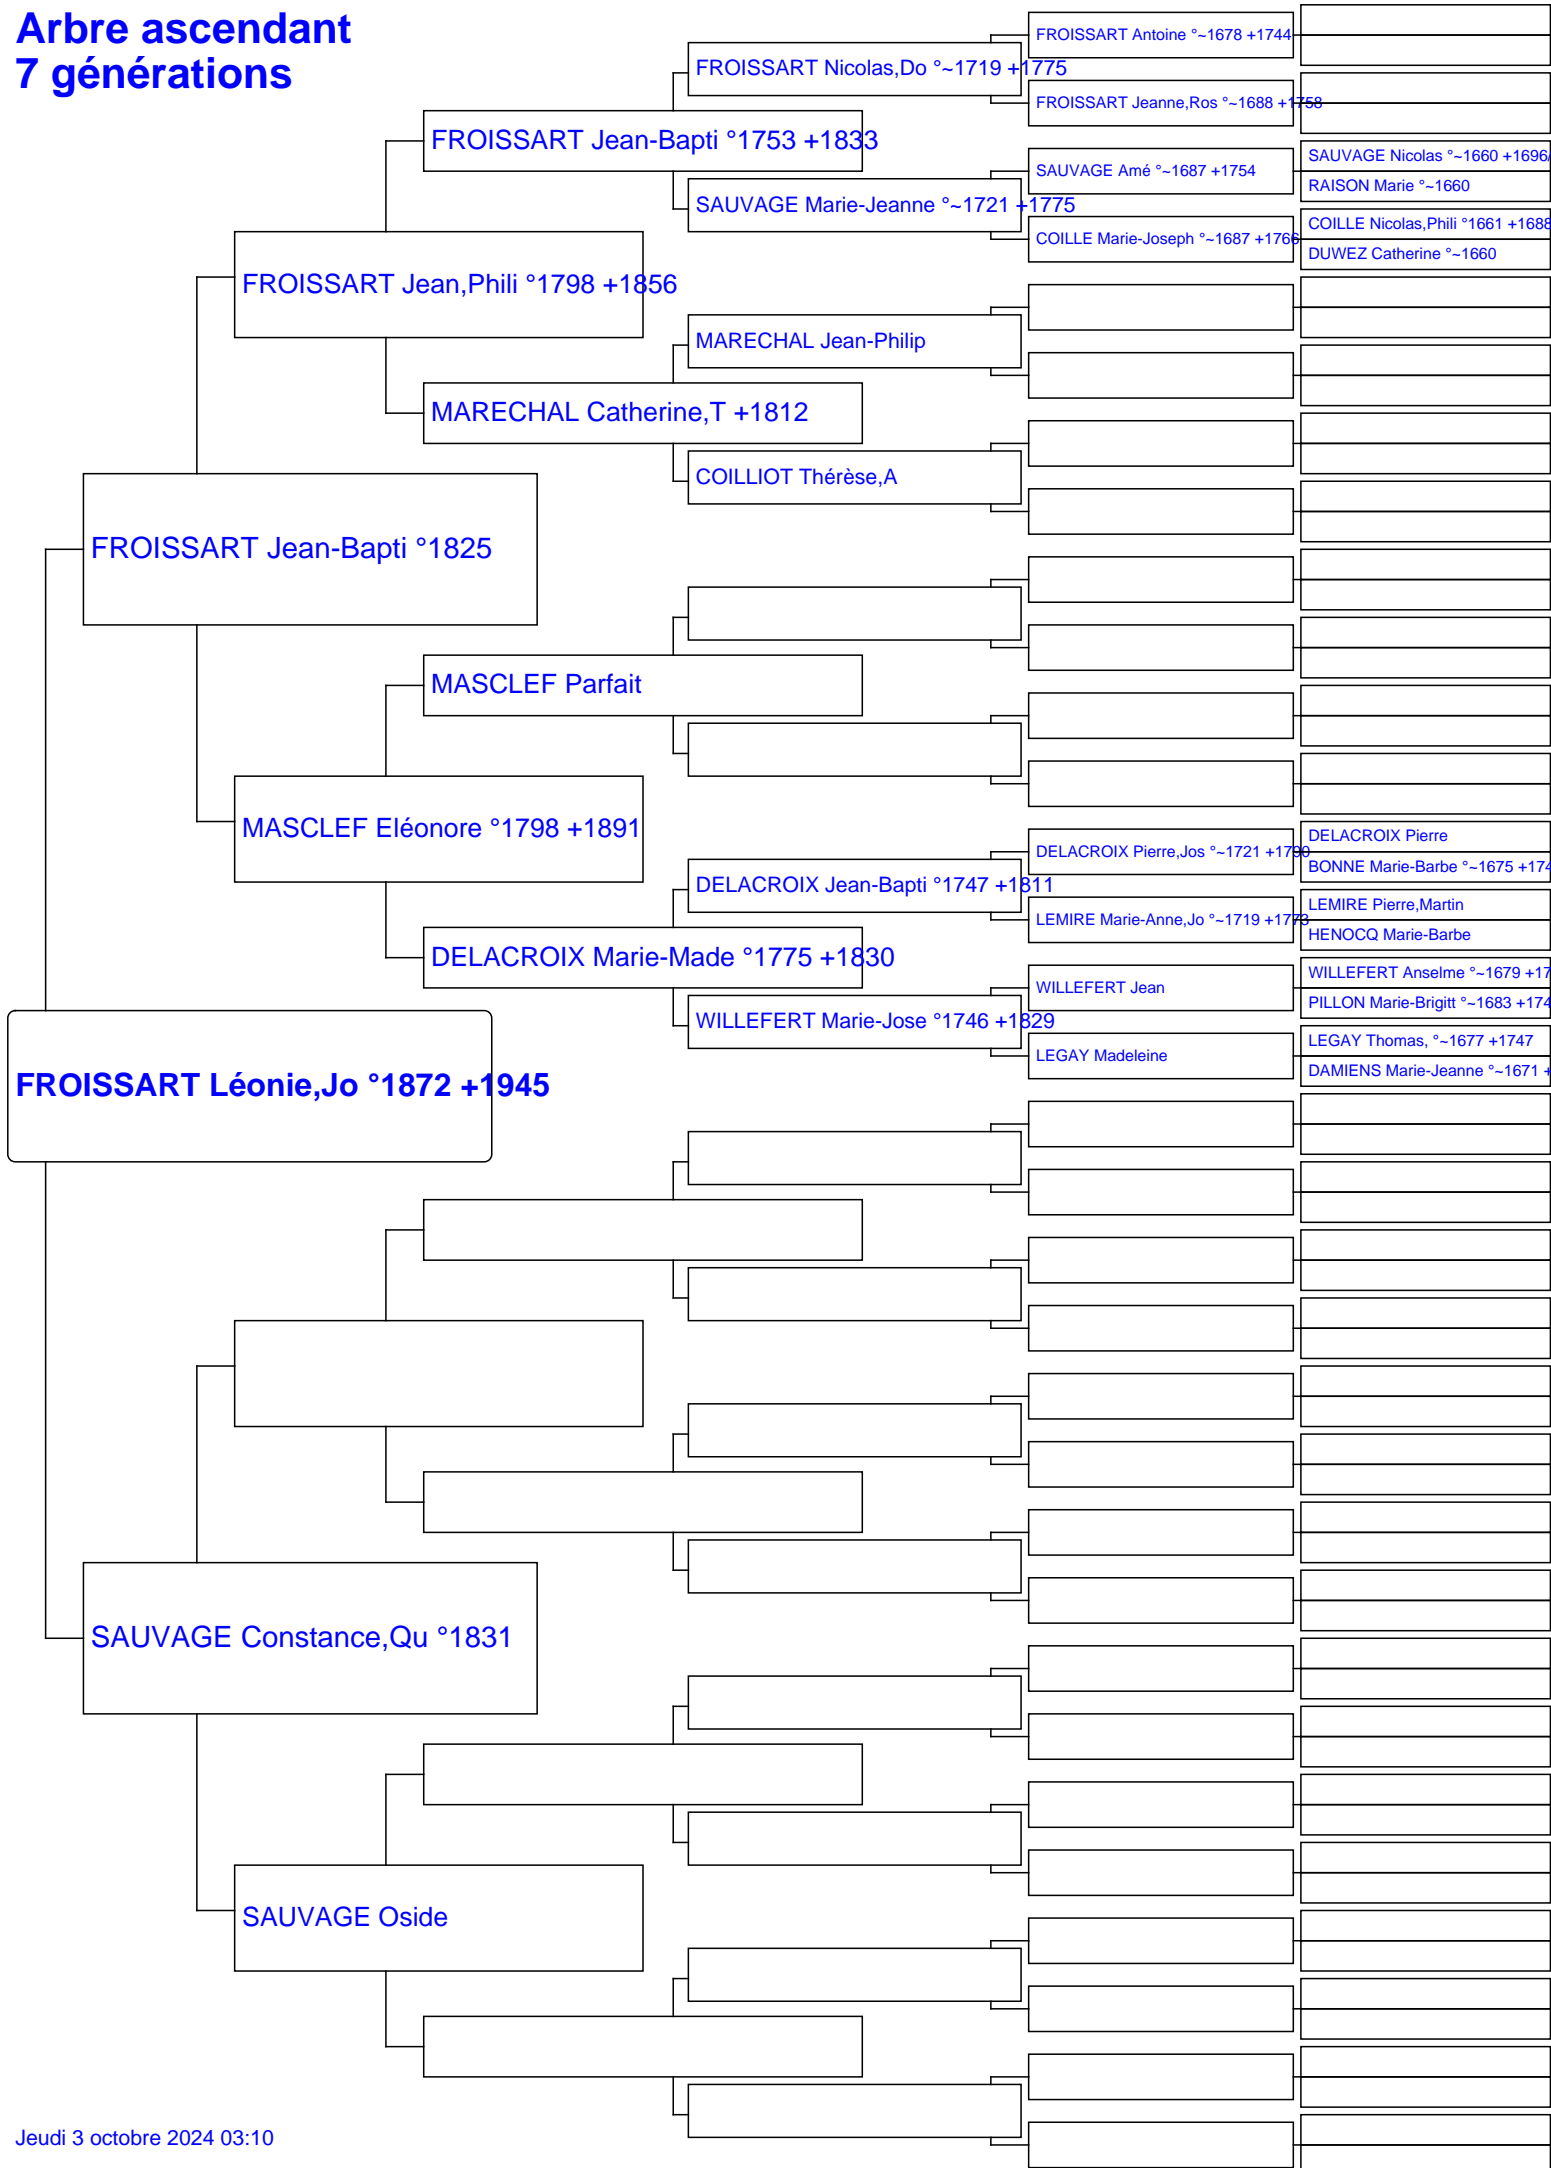 Arbre ascendant
7 générations
FROISSART Antoine °~1678 +1744
FROISSART Nicolas,Do °~1719 +1775
FROISSART Jeanne,Ros °~1688 +1758
FROISSART Jean-Bapti °1753 +1833
SAUVAGE Nicolas °~1660 +1696/
SAUVAGE Amé °~1687 +1754
RAISON Marie °~1660
SAUVAGE Marie-Jeanne °~1721 +1775
COILLE Nicolas,Phili °1661 +1688
COILLE Marie-Joseph °~1687 +1766
DUWEZ Catherine °~1660
FROISSART Jean,Phili °1798 +1856
MARECHAL Jean-Philip
MARECHAL Catherine,T +1812
COILLIOT Thérèse,A
FROISSART Jean-Bapti °1825
MASCLEF Parfait
MASCLEF Eléonore °1798 +1891
DELACROIX Pierre
DELACROIX Pierre,Jos °~1721 +1790
BONNE Marie-Barbe °~1675 +174
DELACROIX Jean-Bapti °1747 +1811
LEMIRE Pierre,Martin
LEMIRE Marie-Anne,Jo °~1719 +1773
HENOCQ Marie-Barbe
DELACROIX Marie-Made °1775 +1830
WILLEFERT Anselme °~1679 +17
WILLEFERT Jean
PILLON Marie-Brigitt °~1683 +174
WILLEFERT Marie-Jose °1746 +1829
LEGAY Thomas, °~1677 +1747
LEGAY Madeleine
DAMIENS Marie-Jeanne °~1671 +
FROISSART Léonie,Jo °1872 +1945
SAUVAGE Constance,Qu °1831
SAUVAGE Oside
Jeudi 3 octobre 2024 03:10